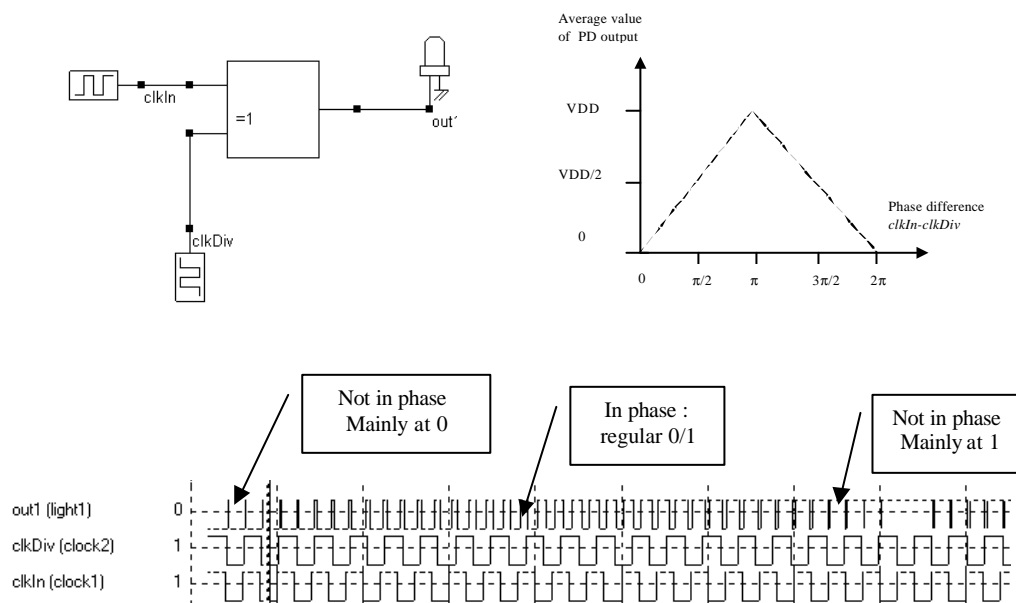 clkIn
=1
out'
clkDiv
Average value
of PD output
VDD
VDD/2
0
Phase difference
clkIn-clkDiv
0 π/2 π 3π/2 2π
Not in phase
Mainly at 0
In phase :
regular 0/1
Not in phase
Mainly at 1
out1 (light1) 0
clkDiv (clock2) 1
clkIn (clock1) 1